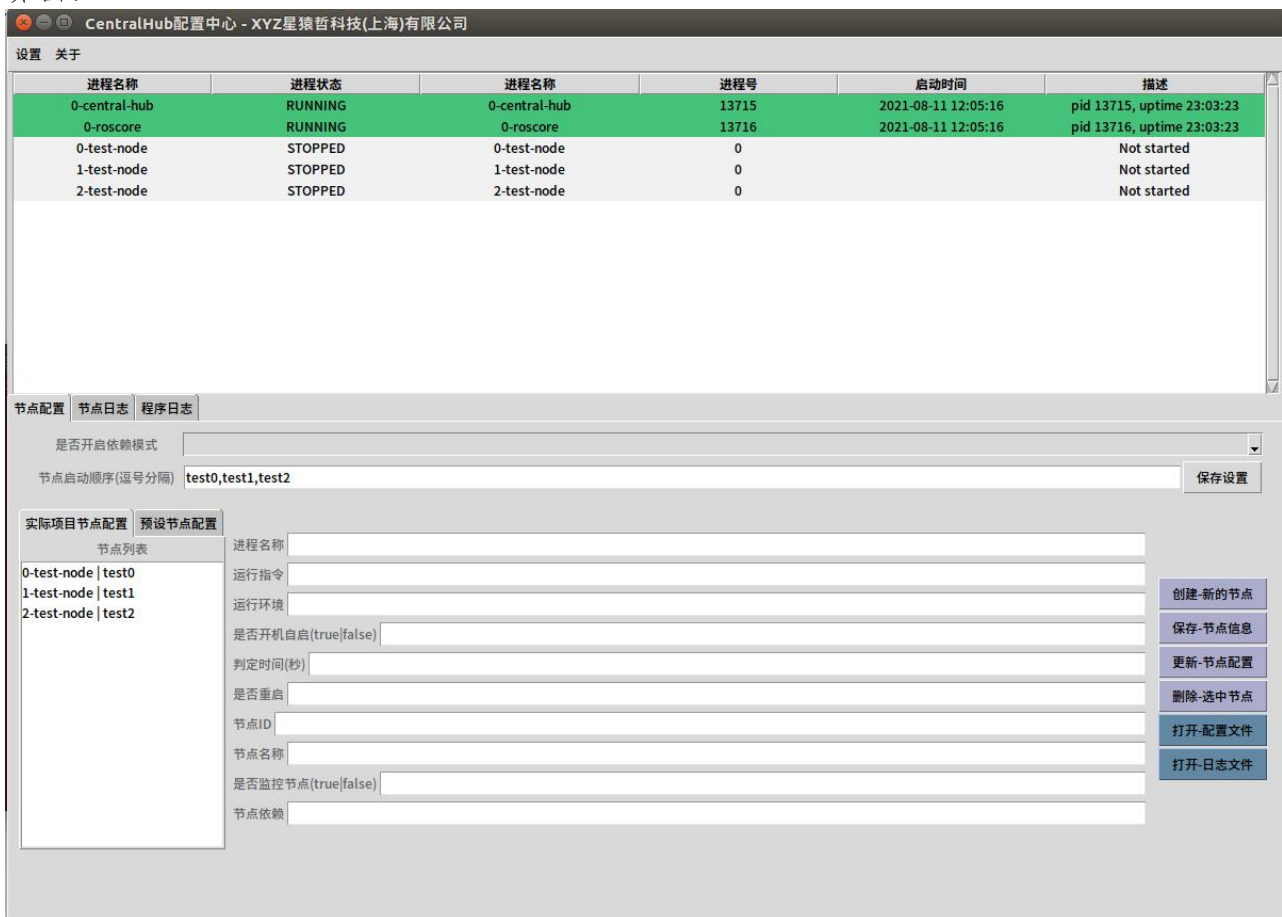 CentralHub配置中心 - XYZ星猿哲科技(上海)有限公司
设置 关于
进程名称 进程状态 进程名称 进程号 启动时间 描述
0-central-hub RUNNING 0-central-hub 13715 2021-08-11 12:05:16 pid 13715, uptime 23:03:23
0-roscore RUNNING 0-roscore 13716 2021-08-11 12:05:16 pid 13716, uptime 23:03:23
0-test-node STOPPED 0-test-node 0 Not started
1-test-node STOPPED 1-test-node 0 Not started
2-test-node STOPPED 2-test-node 0 Not started
节点配置 节点日志 程序日志
是否开启依赖模式
节点启动顺序(逗号分隔) test0,test1,test2 保存设置
实际项目节点配置 预设节点配置
节点列表
0-test-node | test0
1-test-node | test1
2-test-node | test2
进程名称
运行指令
运行环境
是否开机自启(true|false)
判定时间(秒)
是否重启
节点ID
节点名称
是否监控节点(true|false)
节点依赖
创建-新的节点
保存-节点信息
更新-节点配置
删除-选中节点
打开-配置文件
打开-日志文件